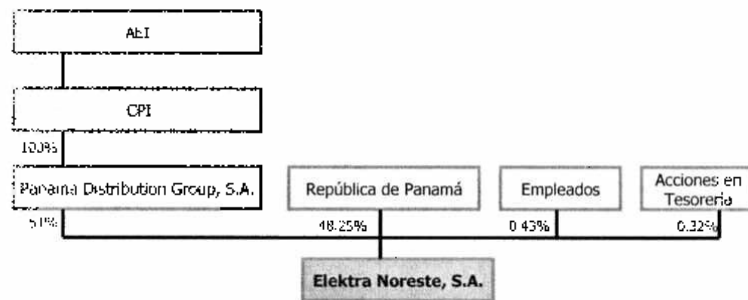 AEI
CPI
100%
Panama Distribution Group, S.A.
República de Panamá
Empleados
Acciones en
Tesorería
51%
48.25%
0.43%
0.32%
Elektra Noreste, S.A.